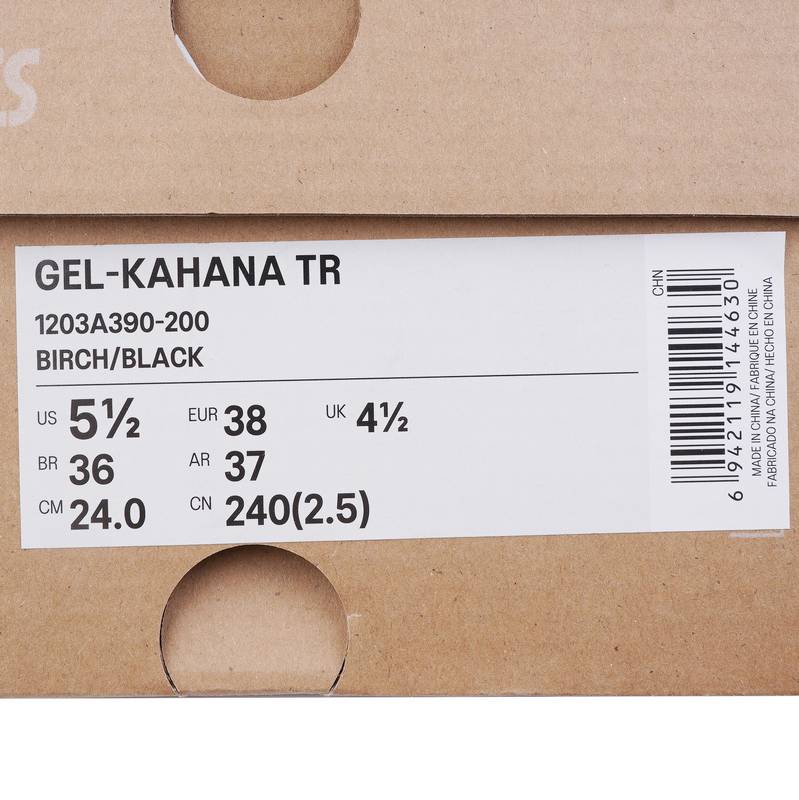 GEL-KAHANA TR
1203A390-200
BIRCH/BLACK
US 5½ EUR 38 UK 4½
BR 36 AR 37
CM 24.0 CN 240(2.5)
CHN
6 942119 144630
MADE IN CHINA/ FABRIQUE EN CHINE
FABRICADO NA CHINA/ HECHO EN CHINA